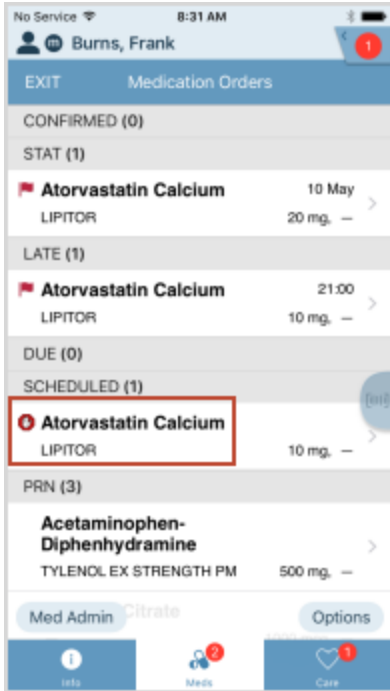 No Service 8:31 AM
m Burns, Frank 1
EXIT Medication Orders
CONFIRMED (0)
STAT (1)
Atorvastatin Calcium 10 May
LIPITOR 20 mg, —
LATE (1)
Atorvastatin Calcium 21:00
LIPITOR 10 mg, —
DUE (0)
SCHEDULED (1)
Atorvastatin Calcium
LIPITOR 10 mg, —
PRN (3)
Acetaminophen-
Diphenhydramine
TYLENOL EX STRENGTH PM 500 mg, —
Med Admin Citrate Options
2 1
Info Meds Care